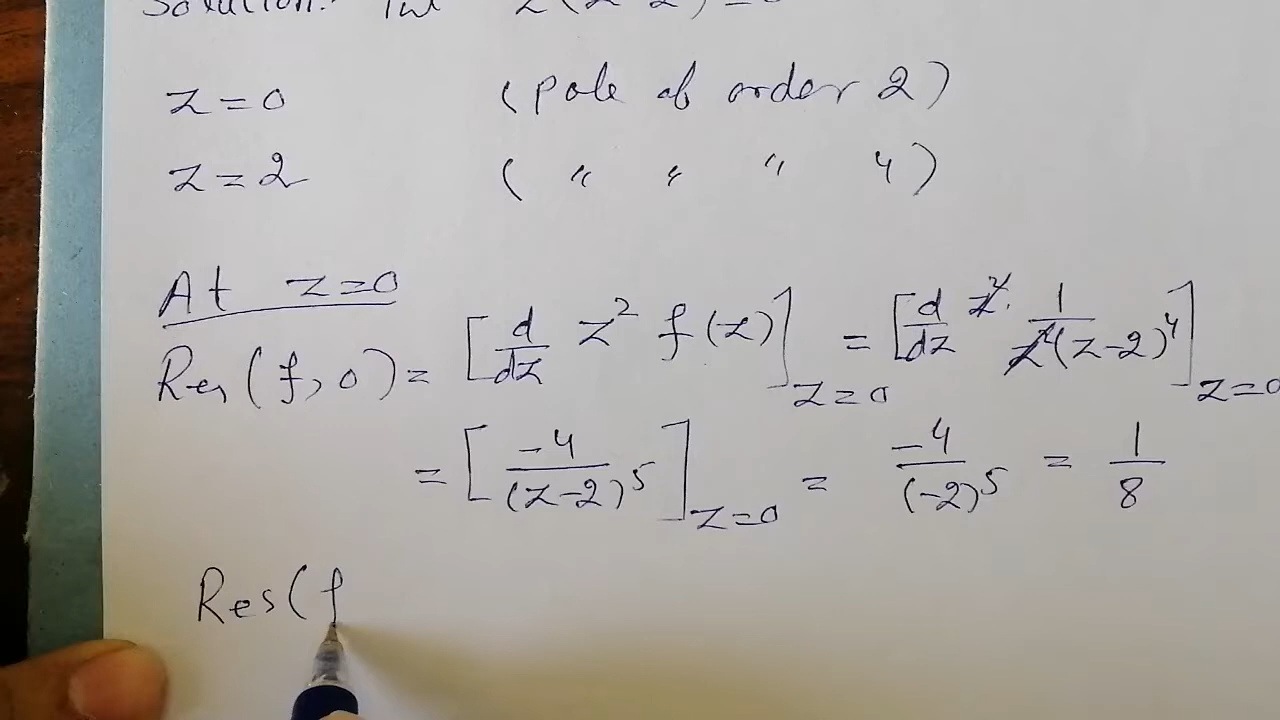 Solution:
z = 0 (pole of order 2)
z = 2 ( " " " 4)
At z = 0
Res(f, 0) = [d/dz z² f(z)]_{z=0} = [d/dz z² · 1/(z²(z-2)⁴)]_{z=0}
= [-4/(z-2)⁵]_{z=0} = -4/(-2)⁵ = 1/8
Res(f